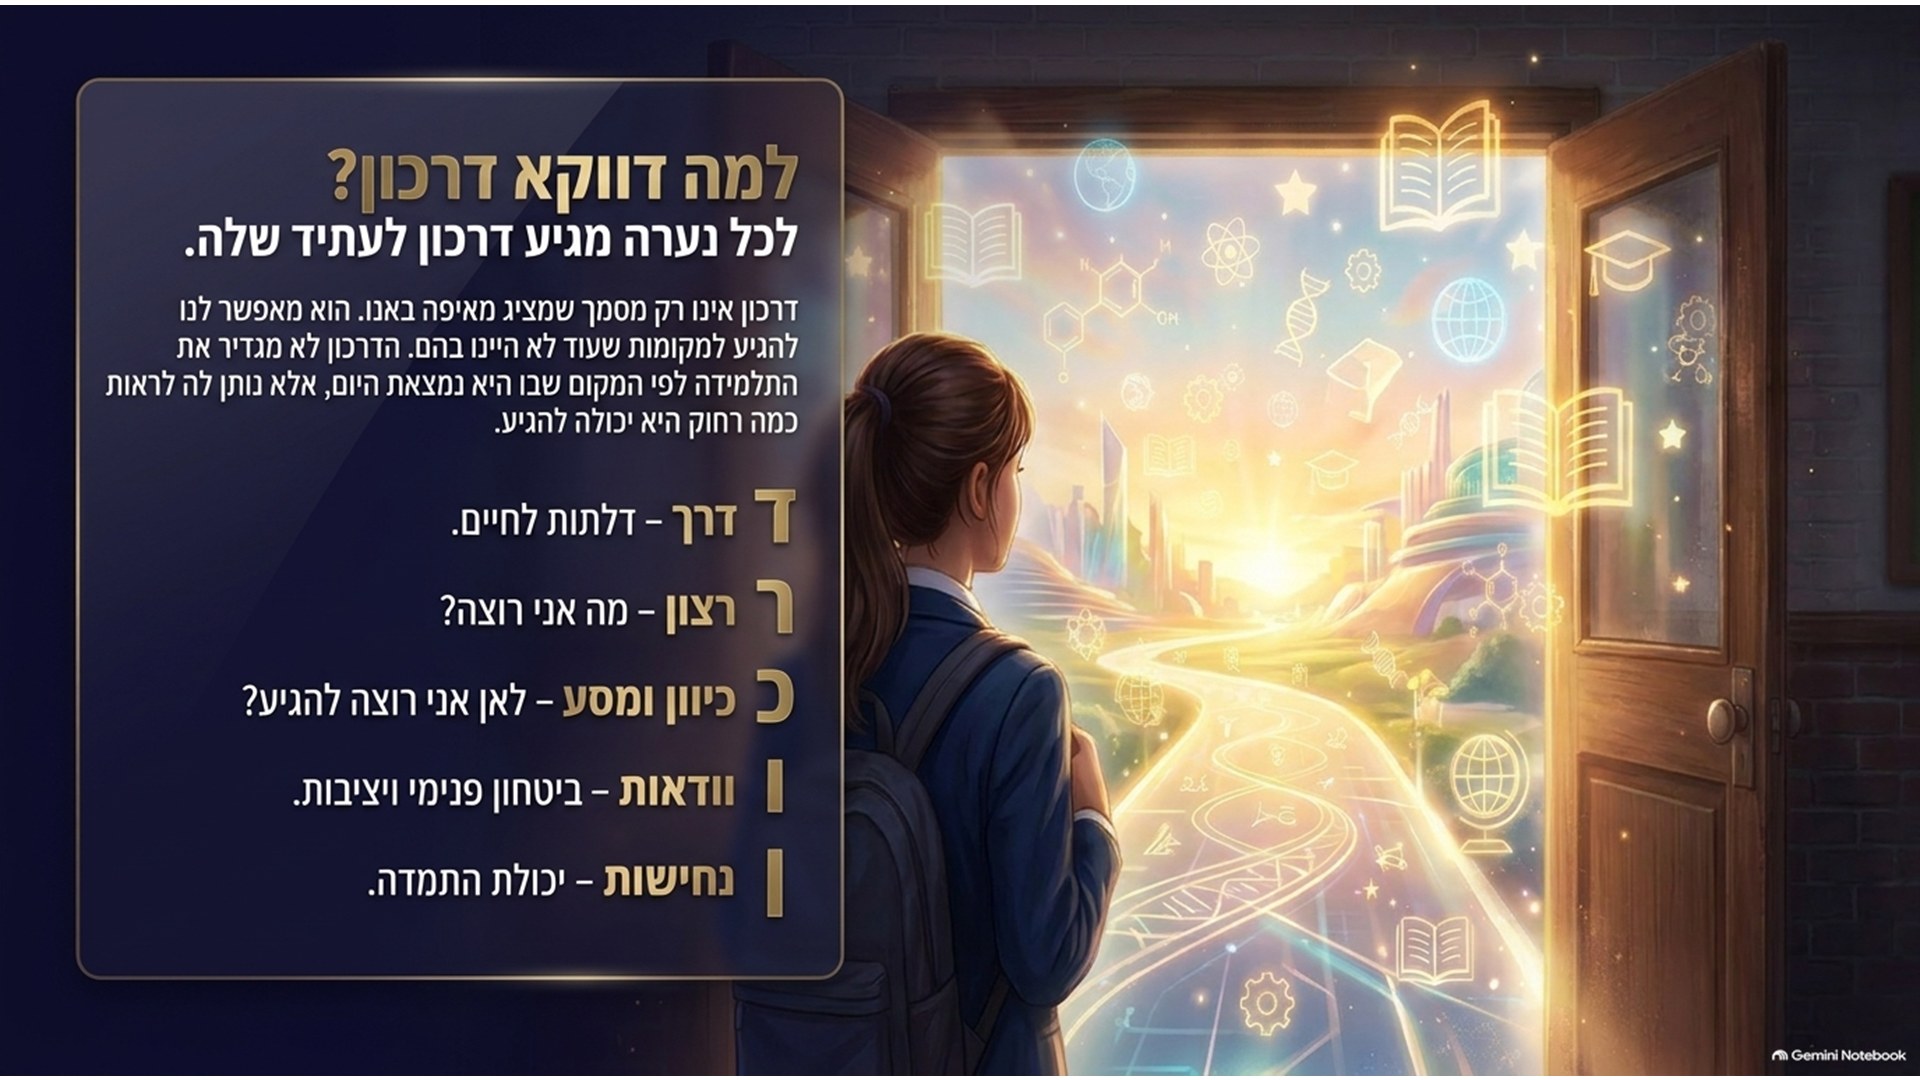 למה דווקא דרכון?
לכל נערה מגיע דרכון לעתיד שלה.
דרכון אינו רק מסמך שמציג מאיפה באנו. הוא מאפשר לנו
להגיע למקומות שעוד לא היינו בהם. הדרכון לא מגדיר את
התלמידה לפי המקום שבו היא נמצאת היום, אלא נותן לה לראות
כמה רחוק היא יכולה להגיע.
ד דרך – דלתות לחיים.
ר רצון – מה אני רוצה?
כ כיוון ומסע – לאן אני רוצה להגיע?
ו וודאות – ביטחון פנימי ויציבות.
ן נחישות – יכולת התמדה.
Gemini Notebook